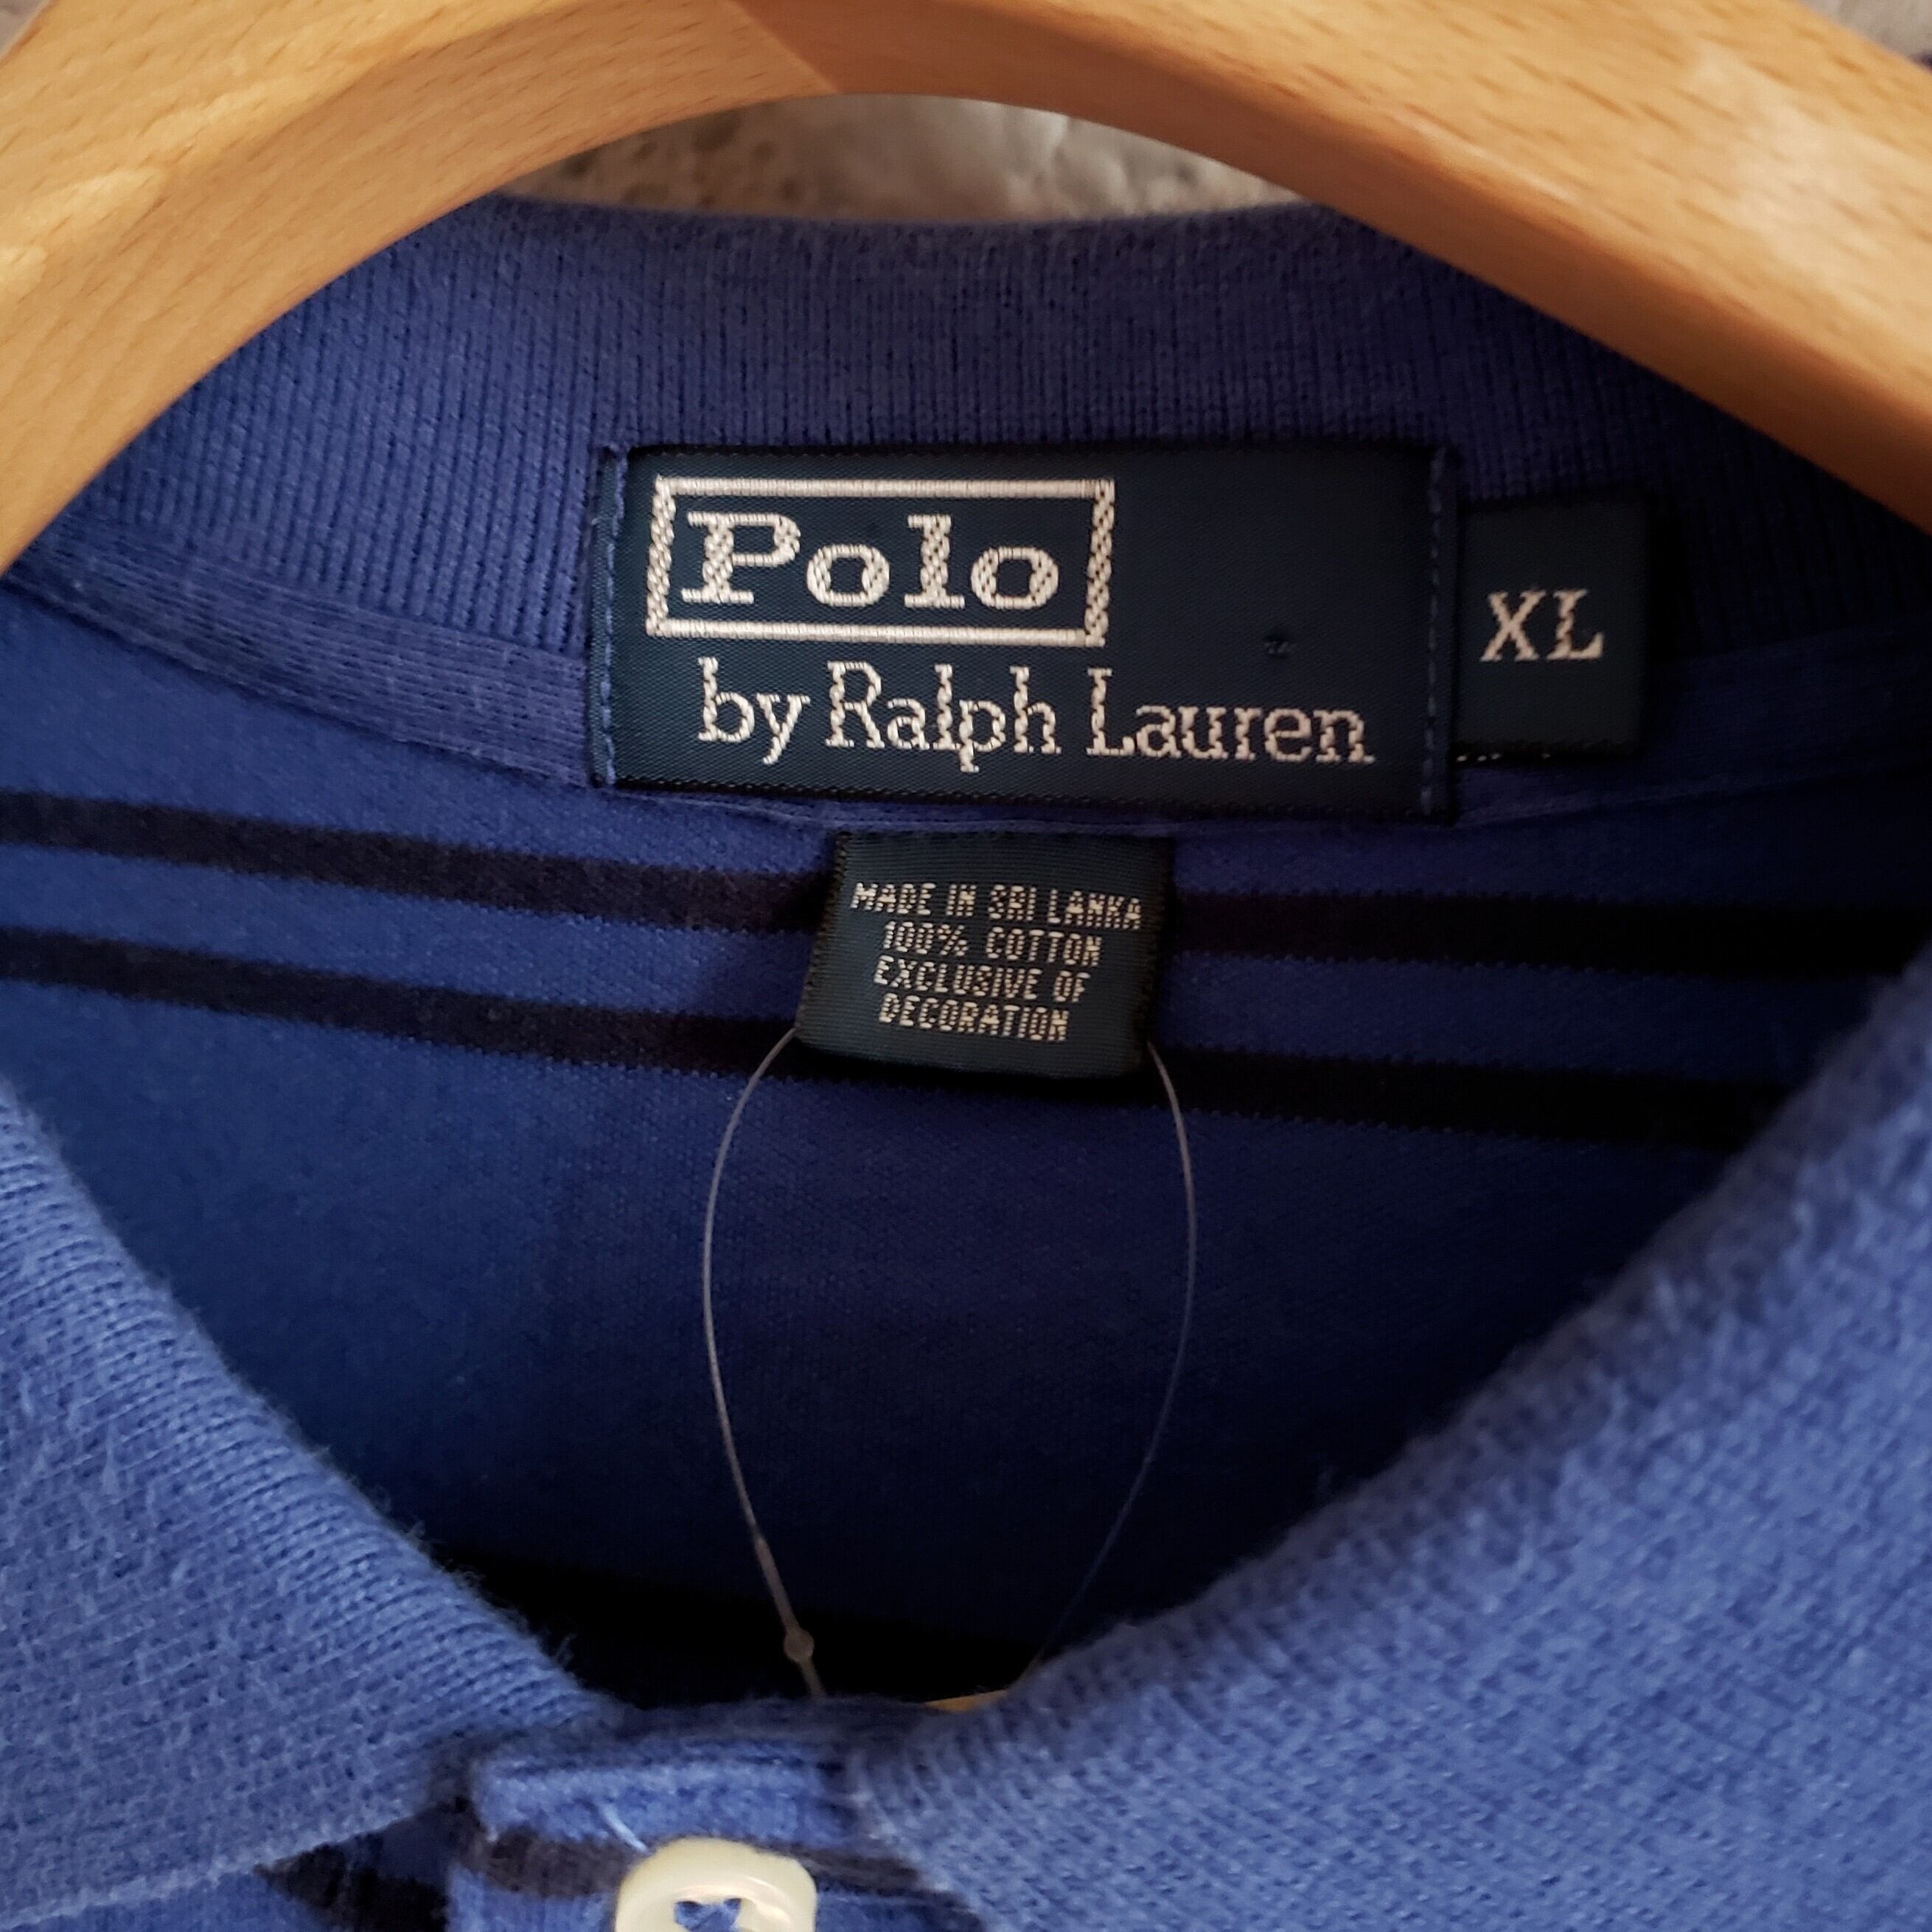 Polo
by Ralph Lauren
XL
MADE IN SRI LANKA
100% COTTON
EXCLUSIVE OF
DECORATION